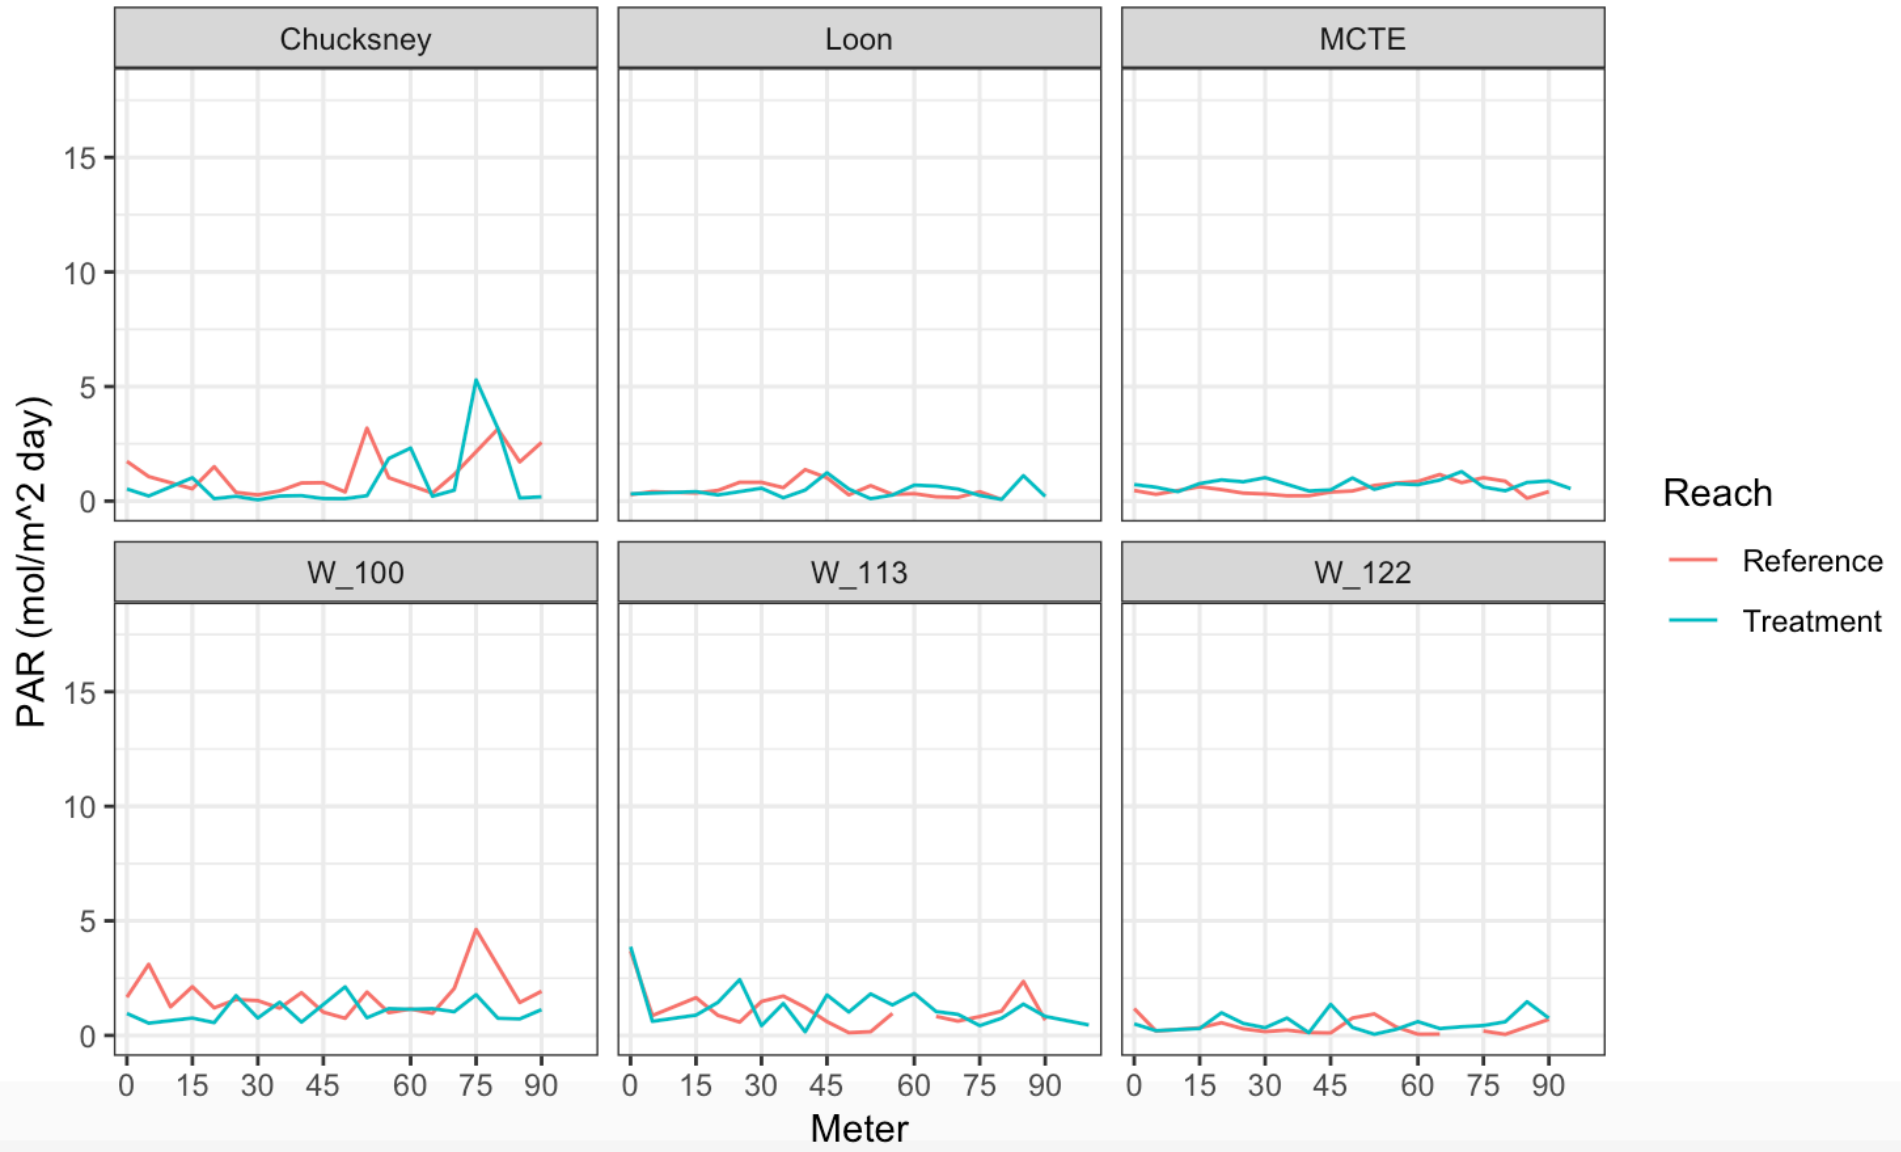 Chucksney Loon MCTE
15
10
5
0
W_100 W_113 W_122
15
10
5
0
0 15 30 45 60 75 90 0 15 30 45 60 75 90 0 15 30 45 60 75 90
Meter
PAR (mol/m^2 day)
Reach
Reference
Treatment